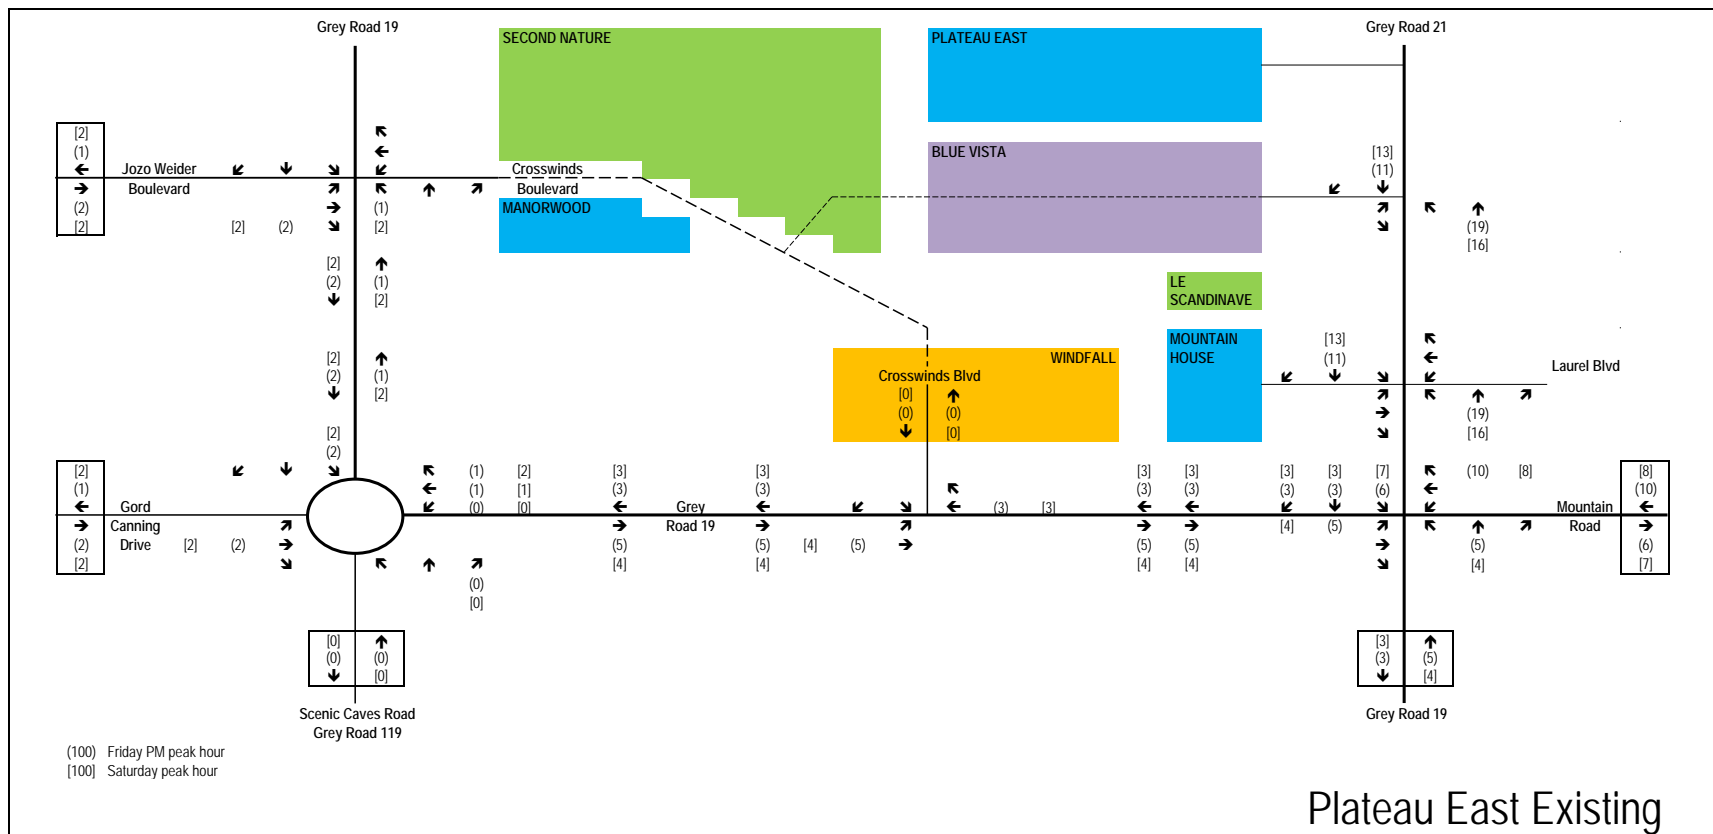 Grey Road 19
Grey Road 21
SECOND NATURE
PLATEAU EAST
[2]
(1)
Jozo Weider
Boulevard
(2)
[2]
[2] (2)
(1)
[2]
Crosswinds
Boulevard
MANORWOOD
BLUE VISTA
[13]
(11)
(19)
[16]
[2]
(2)
(1)
[2]
LE
SCANDINAVE
[2]
(2)
(1)
[2]
WINDFALL
Crosswinds Blvd
[0]
(0)
(0)
[0]
MOUNTAIN
HOUSE
[13]
(11)
Laurel Blvd
(19)
[16]
[2]
(2)
[2]
(1)
Gord
Canning
Drive
(2)
[2]
[2] (2)
(1) [2]
(1) [1]
(0) [0]
(0)
[0]
[3]
(3)
(5)
[4]
Grey
Road 19
[3]
(3)
(5)
[4]
[4] (5)
(3) [3]
[3] [3]
(3) (3)
(5) (5)
[4] [4]
[3] [3] [7]
(3) (3) (6)
[4] (5)
(10) [8]
(5)
[4]
Mountain
Road
[8]
(10)
(6)
[7]
[0]
(0)
(0)
[0]
[3]
(3)
(5)
[4]
Scenic Caves Road
Grey Road 119
Grey Road 19
(100) Friday PM peak hour
[100] Saturday peak hour
Plateau East Existing